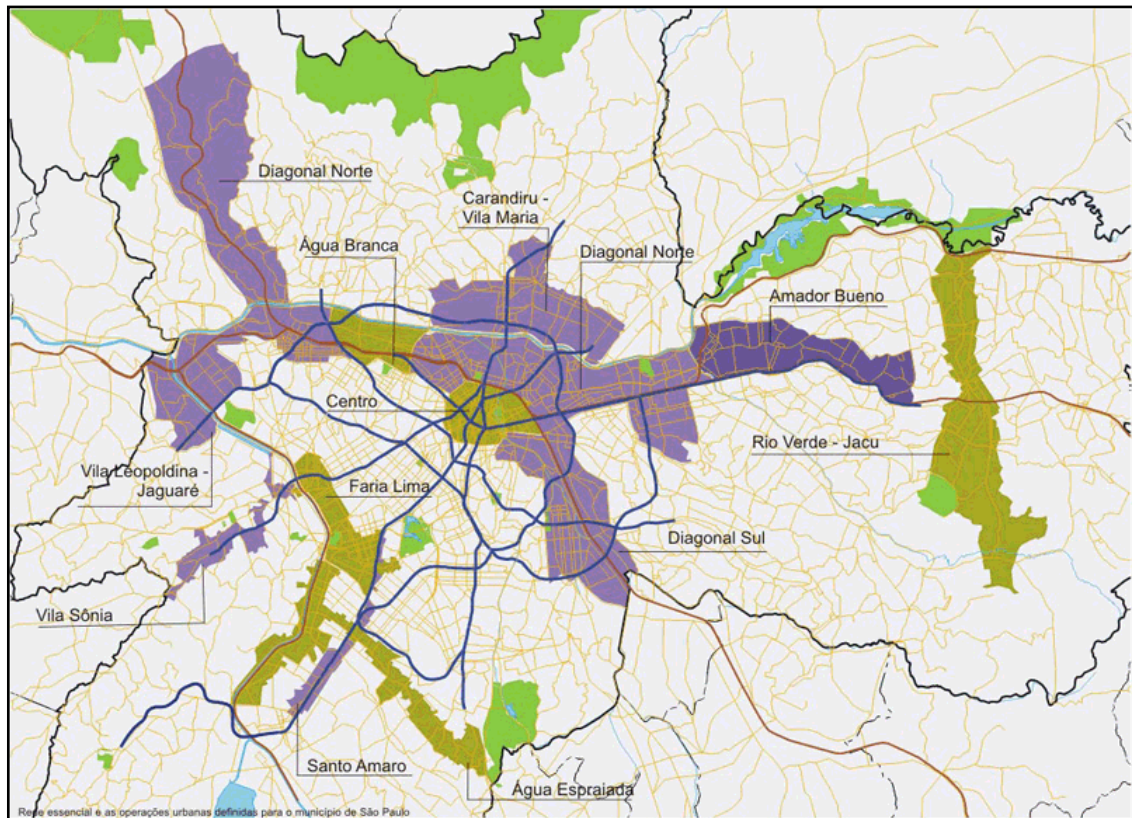 Diagonal Norte
Carandiru -
Vila Maria
Água Branca
Diagonal Norte
Amador Bueno
Centro
Rio Verde - Jacu
Vila Leopoldina -
Jaguaré
Faria Lima
Diagonal Sul
Vila Sônia
Santo Amaro
Água Espraiada
Rede essencial e as operações urbanas definidas para o município de São Paulo